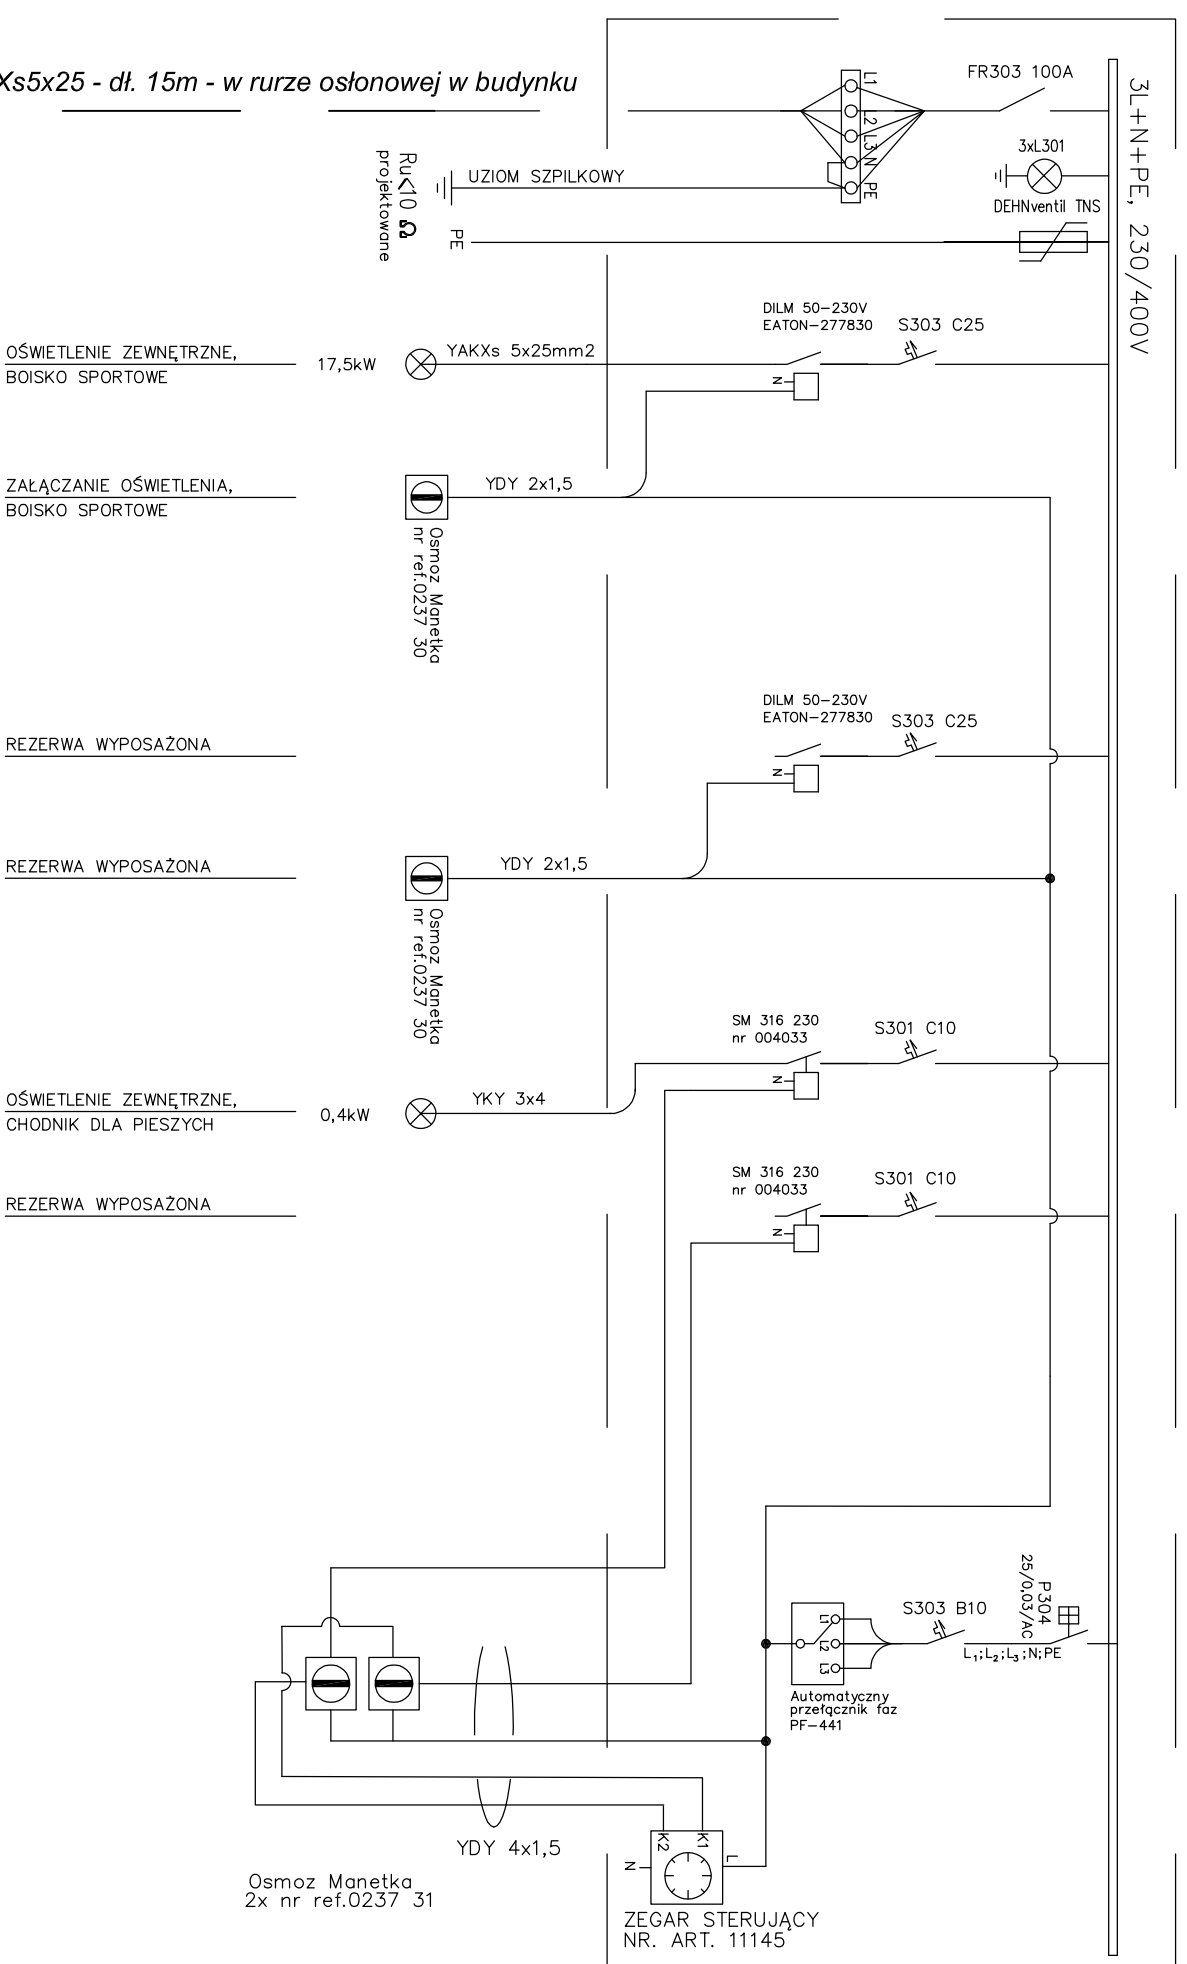 Xs5x25 - dł. 15m - w rurze osłonowej w budynku
FR303 100A
3L+N+PE, 230/400V
L1
L2
L3
N
PE
3xL301
DEHNventil TNS
Ru<10 Ω
projektowane
UZIOM SZPILKOWY
PE
OŚWIETLENIE ZEWNĘTRZNE,
BOISKO SPORTOWE
17,5kW
YAKXs 5x25mm2
DILM 50-230V
EATON-277830
S303 C25
N
ZAŁĄCZANIE OŚWIETLENIA,
BOISKO SPORTOWE
YDY 2x1,5
Osmoz Manetka
nr ref.0237 30
REZERWA WYPOSAŻONA
DILM 50-230V
EATON-277830
S303 C25
N
REZERWA WYPOSAŻONA
YDY 2x1,5
Osmoz Manetka
nr ref.0237 30
SM 316 230
nr 004033
S301 C10
N
OŚWIETLENIE ZEWNĘTRZNE,
CHODNIK DLA PIESZYCH
0,4kW
YKY 3x4
REZERWA WYPOSAŻONA
SM 316 230
nr 004033
S301 C10
N
P304
25/0,03/AC
S303 B10
L1;L2;L3;N;PE
L1
L2
L3
Automatyczny
przełącznik faz
PF-441
YDY 4x1,5
K2
K1
L
N
Osmoz Manetka
2x nr ref.0237 31
ZEGAR STERUJĄCY
NR. ART. 11145